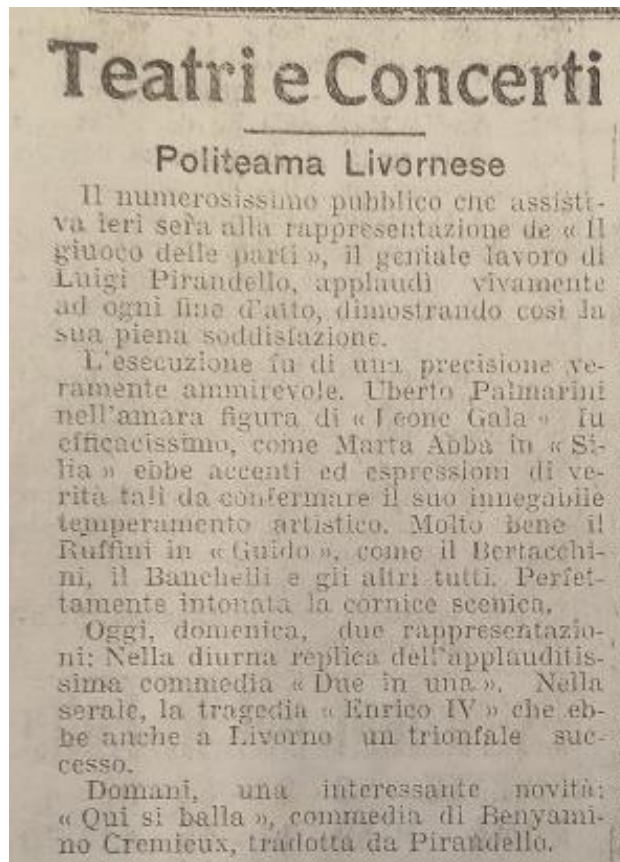 Teatri e Concerti
Politeama Livornese
Il numerosissimo pubblico che assisti-
va ieri sera alla rappresentazione de « Il
giuoco delle parti », il geniale lavoro di
Luigi Pirandello, applaudì vivamente
ad ogni fine d'atto, dimostrando così la
sua piena soddisfazione.
L'esecuzione fu di una precisione ve-
ramente ammirevole. Uberto Palmarini
nell'amara figura di « Leone Gala » fu
efficacissimo, come Marta Abba in « Si-
lia » ebbe accenti ed espressioni di ve-
rità tali da confermare il suo innegabile
temperamento artistico. Molto bene il
Ruffini in « Guido », come il Bertacchi-
ni, il Banchelli e gli altri tutti. Perfet-
tamente intonata la cornice scenica.
Oggi, domenica, due rappresentazio-
ni: Nella diurna replica dell'applauditis-
sima commedia « Due in una ». Nella
serale, la tragedia « Enrico IV » che eb-
be anche a Livorno un trionfale suc-
cesso.
Domani, una interessante novità:
« Qui si balla », commedia di Benyami-
no Cremieux, tradotta da Pirandello.